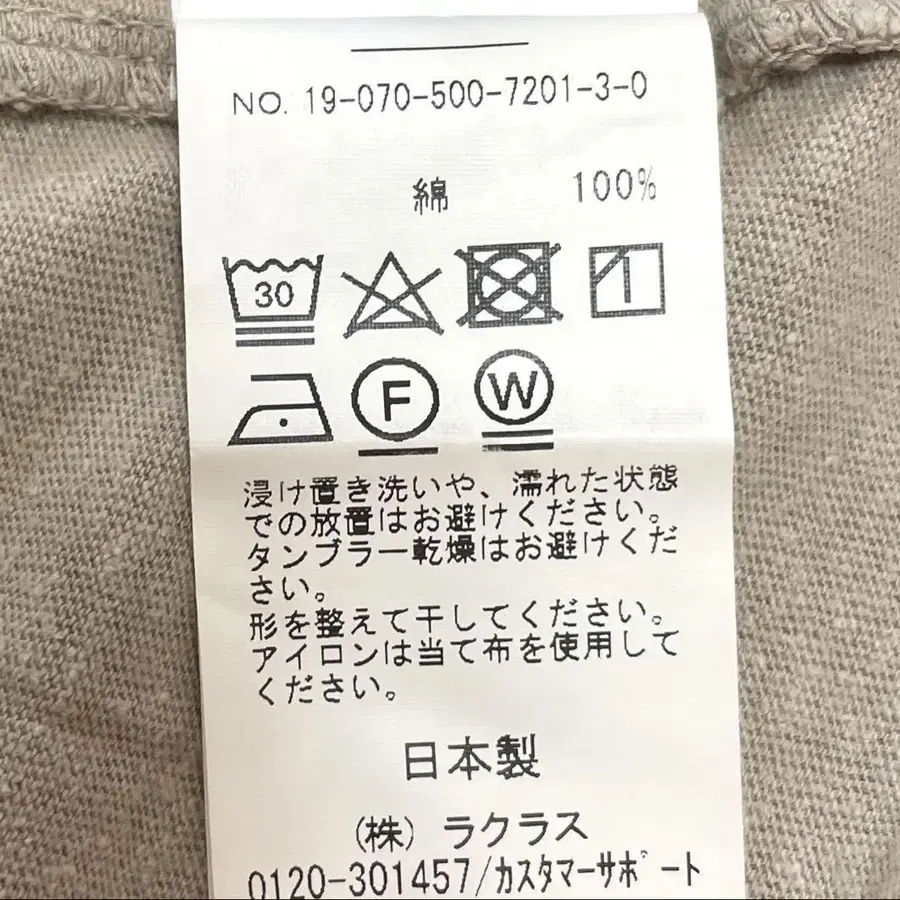 NO. 19-070-500-7201-3-0
綿 100%
30
F W
浸け置き洗いや、濡れた状態
での放置はお避けください。
タンブラー乾燥はお避けくだ
さい。
形を整えて干してください。
アイロンは当て布を使用して
ください。
日本製
(株) ラクラス
0120-301457/カスタマーサポート